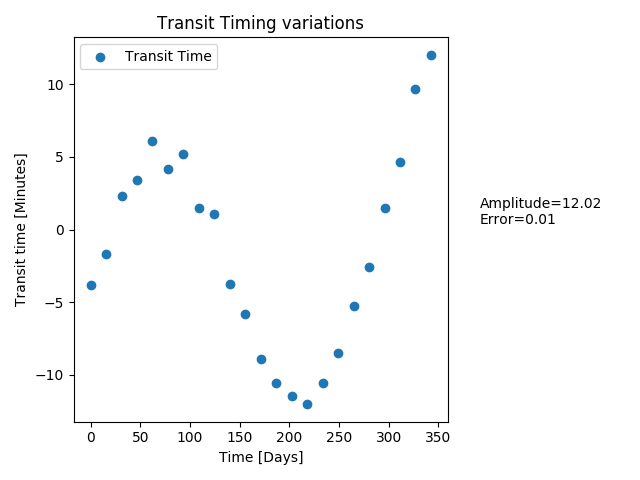 Transit Timing variations
Transit Time
Transit time [Minutes]
10
5
0
−5
−10
Amplitude=12.02
Error=0.01
0 50 100 150 200 250 300 350
Time [Days]